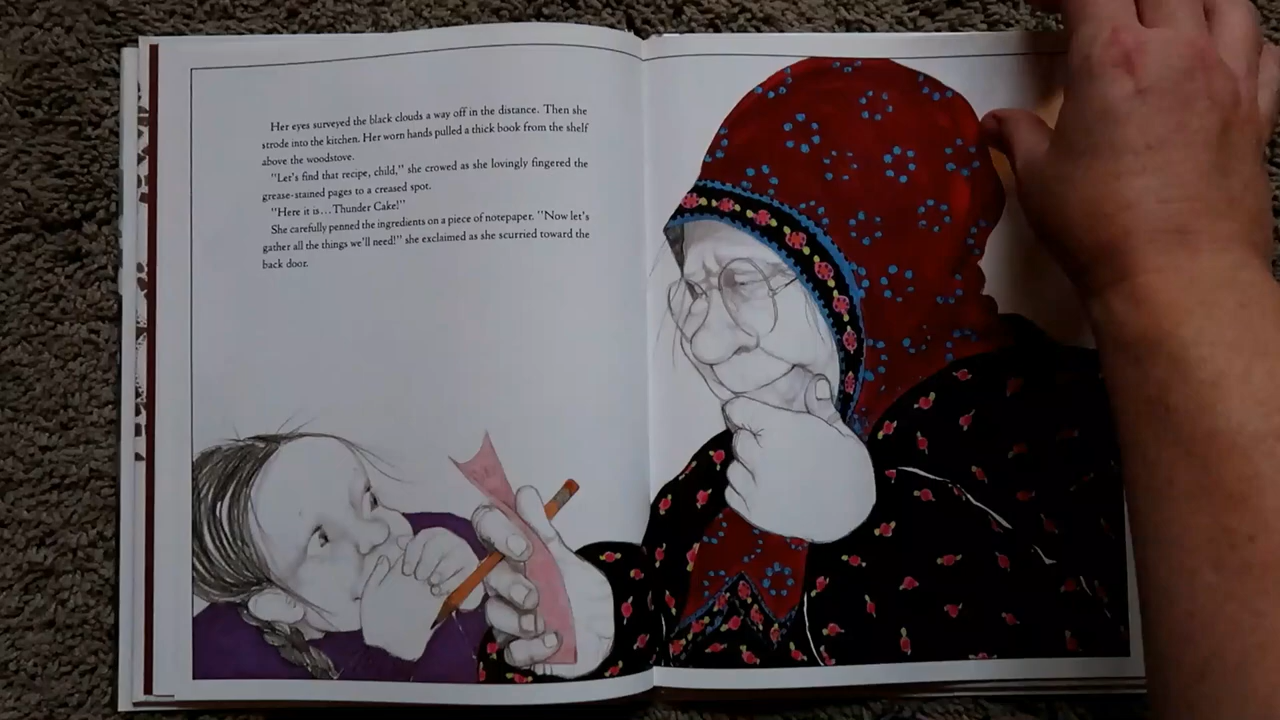 Her eyes surveyed the black clouds a way off in the distance. Then she
strode into the kitchen. Her worn hands pulled a thick book from the shelf
above the woodstove.
"Let's find that recipe, child," she crowed as she lovingly fingered the
grease-stained pages to a creased spot.
"Here it is...Thunder Cake!"
She carefully penned the ingredients on a piece of notepaper. "Now let's
gather all the things we'll need!" she exclaimed as she scurried toward the
back door.